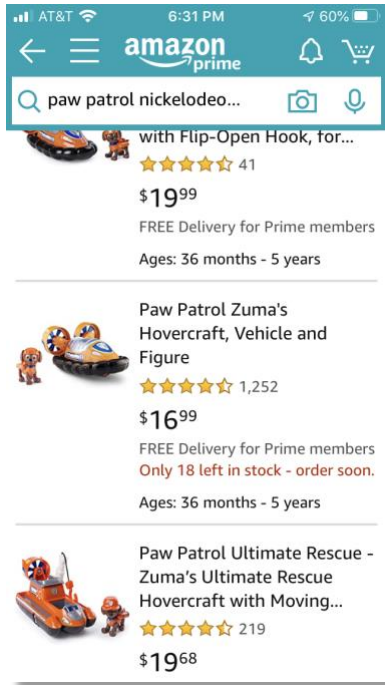 AT&T 6:31 PM 60%
amazon
prime
paw patrol nickelodeo...
with Flip-Open Hook, for...
41
$19⁹⁹
FREE Delivery for Prime members
Ages: 36 months - 5 years
Paw Patrol Zuma's
Hovercraft, Vehicle and
Figure
1,252
$16⁹⁹
FREE Delivery for Prime members
Only 18 left in stock - order soon.
Ages: 36 months - 5 years
Paw Patrol Ultimate Rescue -
Zuma's Ultimate Rescue
Hovercraft with Moving...
219
$19⁶⁸